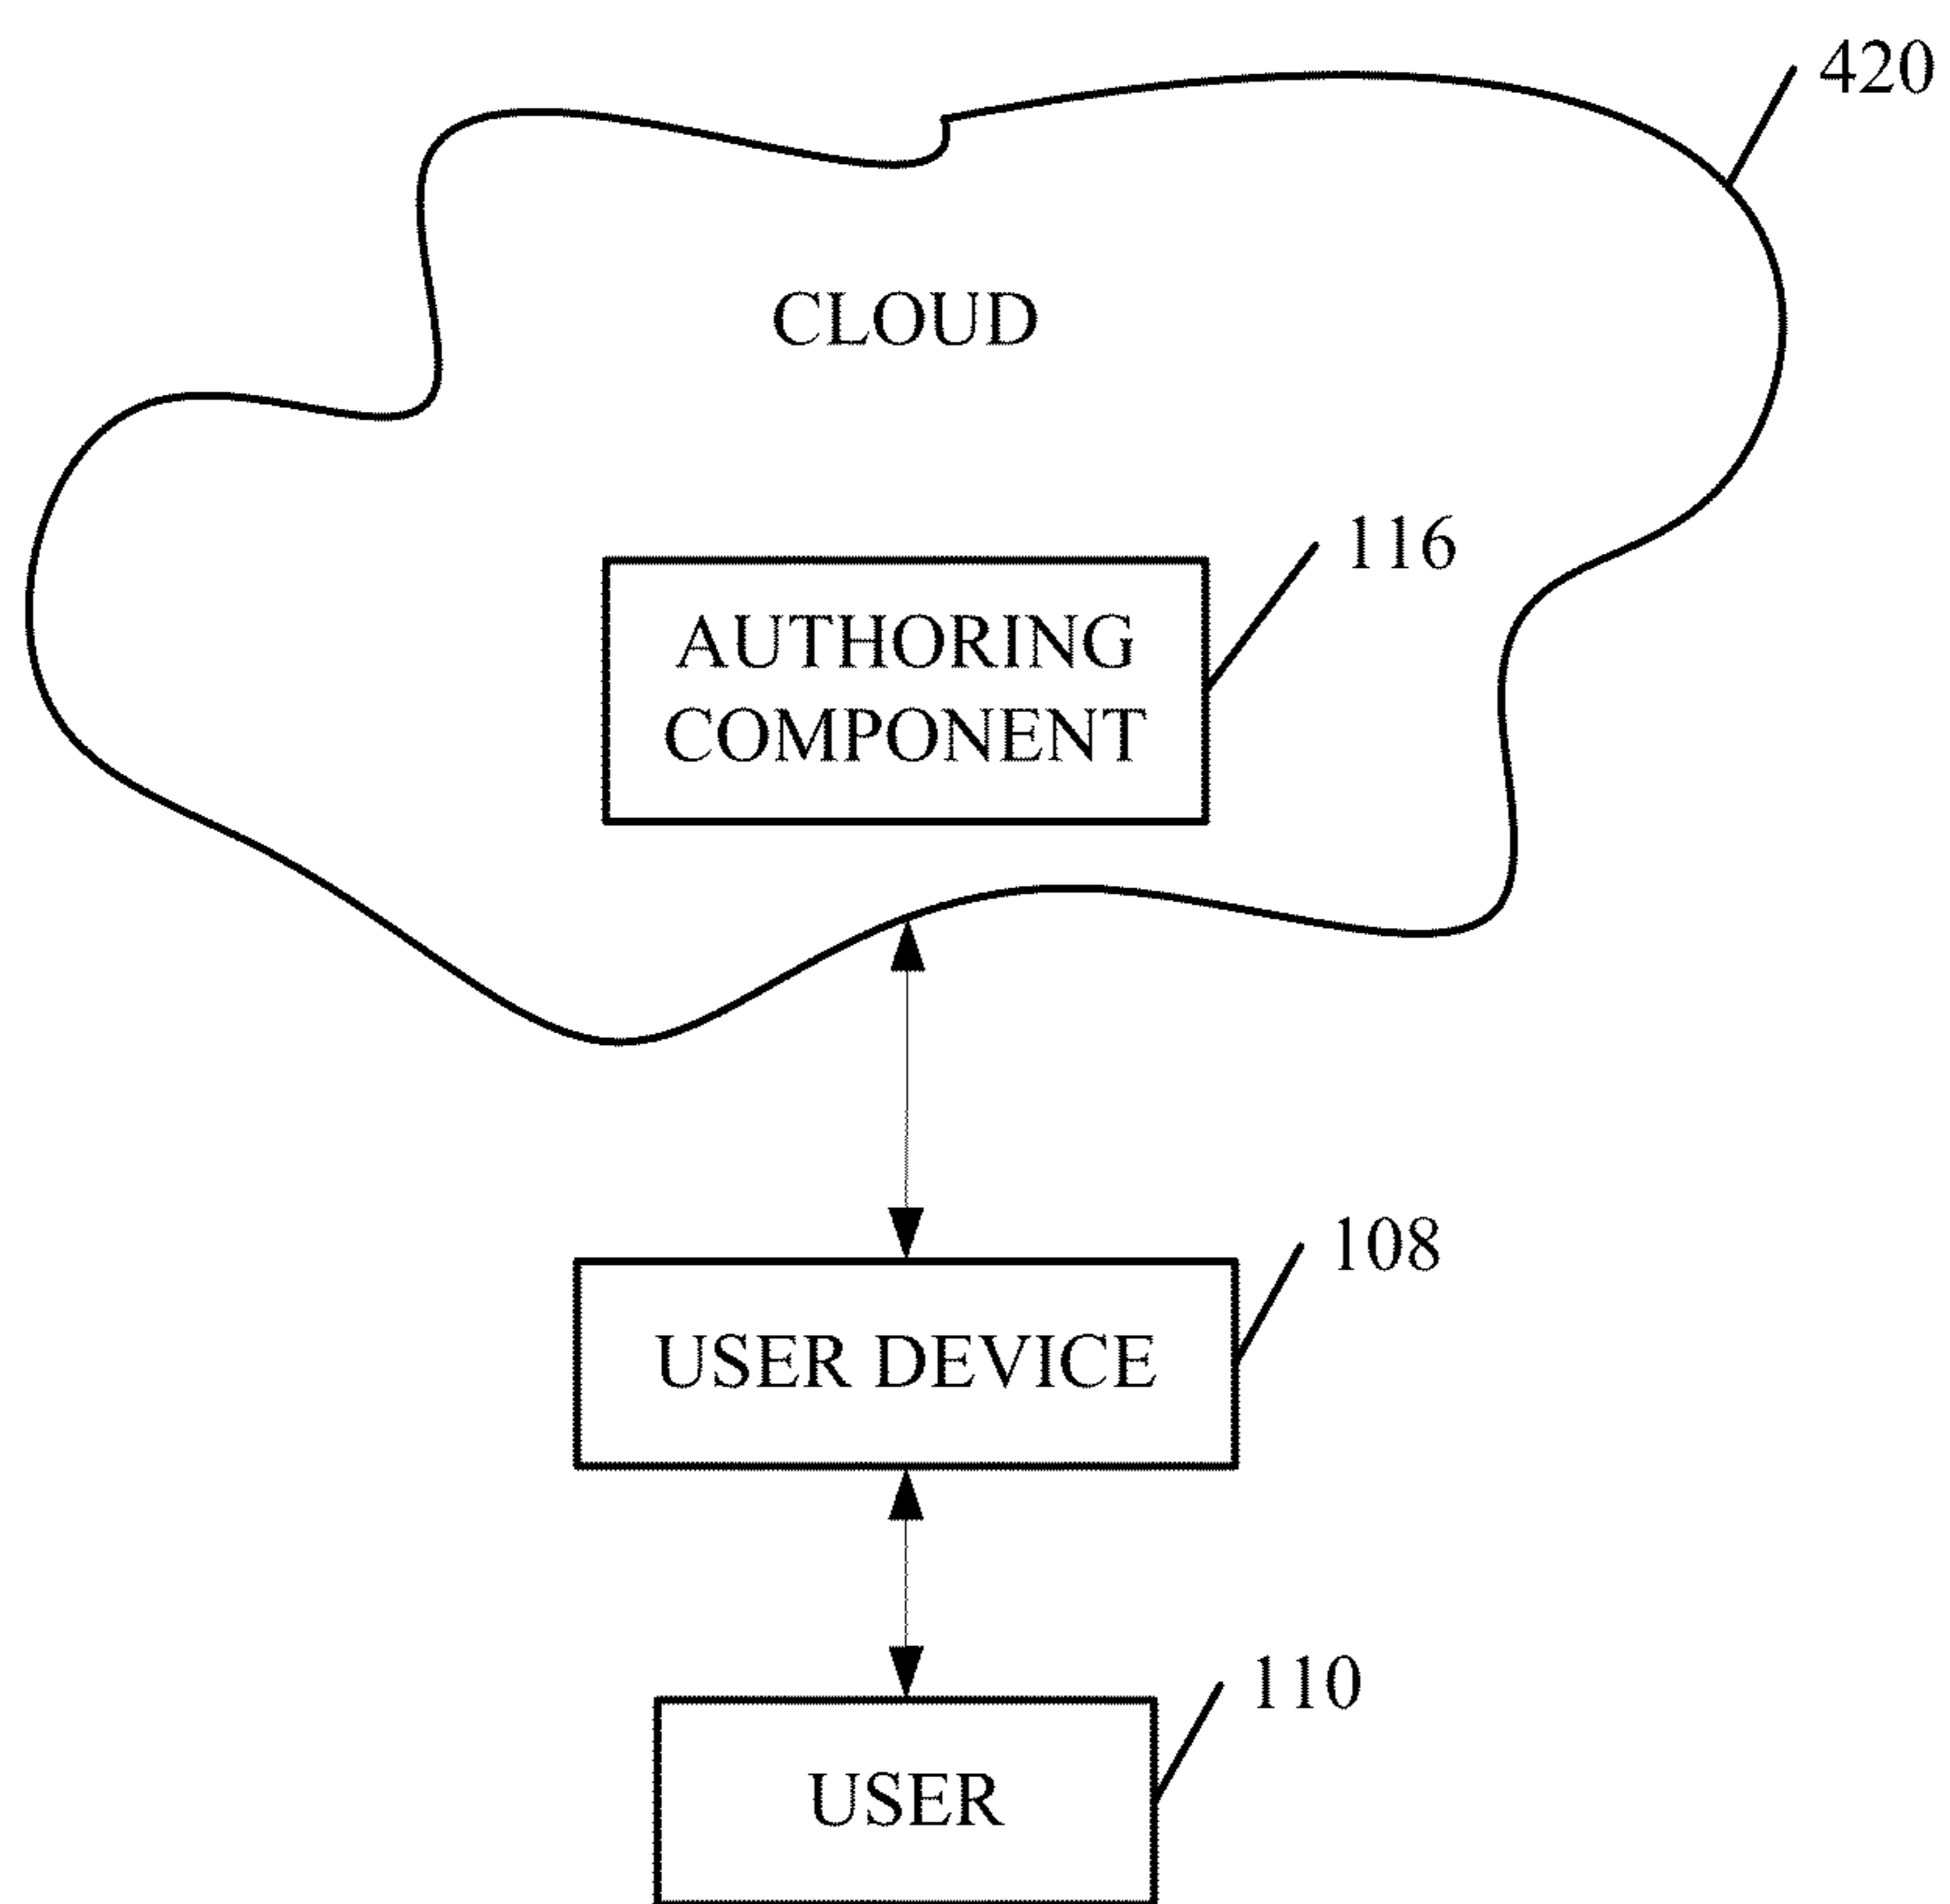 420
CLOUD
116
AUTHORING
COMPONENT
108
USER DEVICE
110
USER